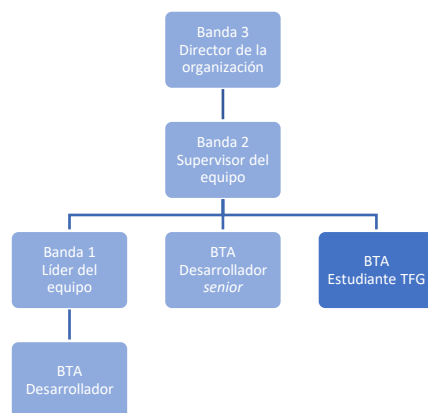 Banda 3
Director de la
organización
Banda 2
Supervisor del
equipo
Banda 1
Líder del
equipo
BTA
Desarrollador
senior
BTA
Estudiante TFG
BTA
Desarrollador